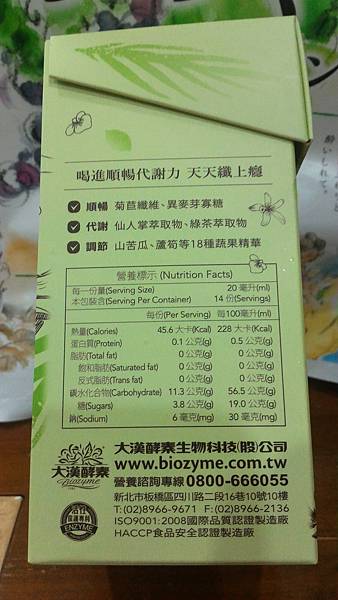 喝進順暢代謝力 天天纖上癮
順暢 菊苣纖維、異麥芽寡糖
代謝 仙人掌萃取物、綠茶萃取物
調節 山苦瓜、蘆筍等18種蔬果精華
營養標示 (Nutrition Facts)
每一份量(Serving Size) 20 毫升(ml)
本包裝含(Serving Per Container) 14 份(Servings)
每份(Per Serving) 每100毫升(ml)
熱量(Calories) 45.6 大卡(Kcal) 228 大卡(Kcal)
蛋白質(Protein) 0.1 公克(g) 0.5 公克(g)
脂肪(Total fat) 0 公克(g) 0 公克(g)
飽和脂肪(Saturated fat) 0 公克(g) 0 公克(g)
反式脂肪(Trans fat) 0 公克(g) 0 公克(g)
碳水化合物(Carbohydrate) 11.3 公克(g) 56.5 公克(g)
糖(Sugars) 3.8 公克(g) 19.0 公克(g)
鈉(Sodium) 6 毫克(mg) 30 毫克(mg)
大漢酵素
biozyme
大漢酵素生物科技(股)公司
www.biozyme.com.tw
營養諮詢專線 0800-666055
新北市板橋區四川路二段16巷10號10樓
T:(02)8966-9671 F:(02)8966-2136
ISO9001:2008國際品質認證製造廠
HACCP食品安全認證製造廠
ENZYME